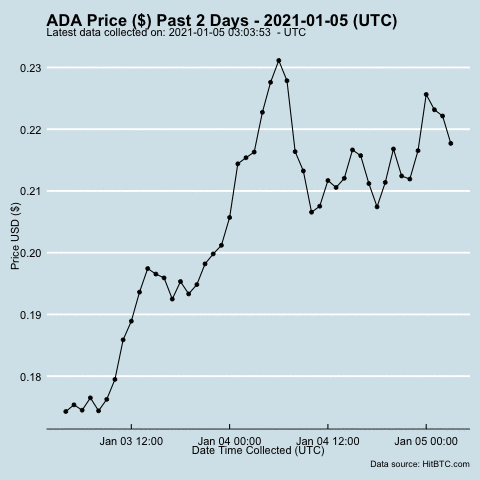 ADA Price ($) Past 2 Days - 2021-01-05 (UTC)
Latest data collected on: 2021-01-05 03:03:53 - UTC
0.23
0.22
0.21
0.20
0.19
0.18
Price USD ($)
Jan 03 12:00 Jan 04 00:00 Jan 04 12:00 Jan 05 00:00
Date Time Collected (UTC)
Data source: HitBTC.com